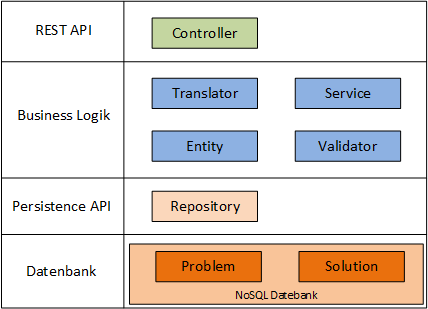 REST API
Controller
Business Logik
Translator
Service
Entity
Validator
Persistence API
Repository
Datenbank
Problem
Solution
NoSQL Datebank